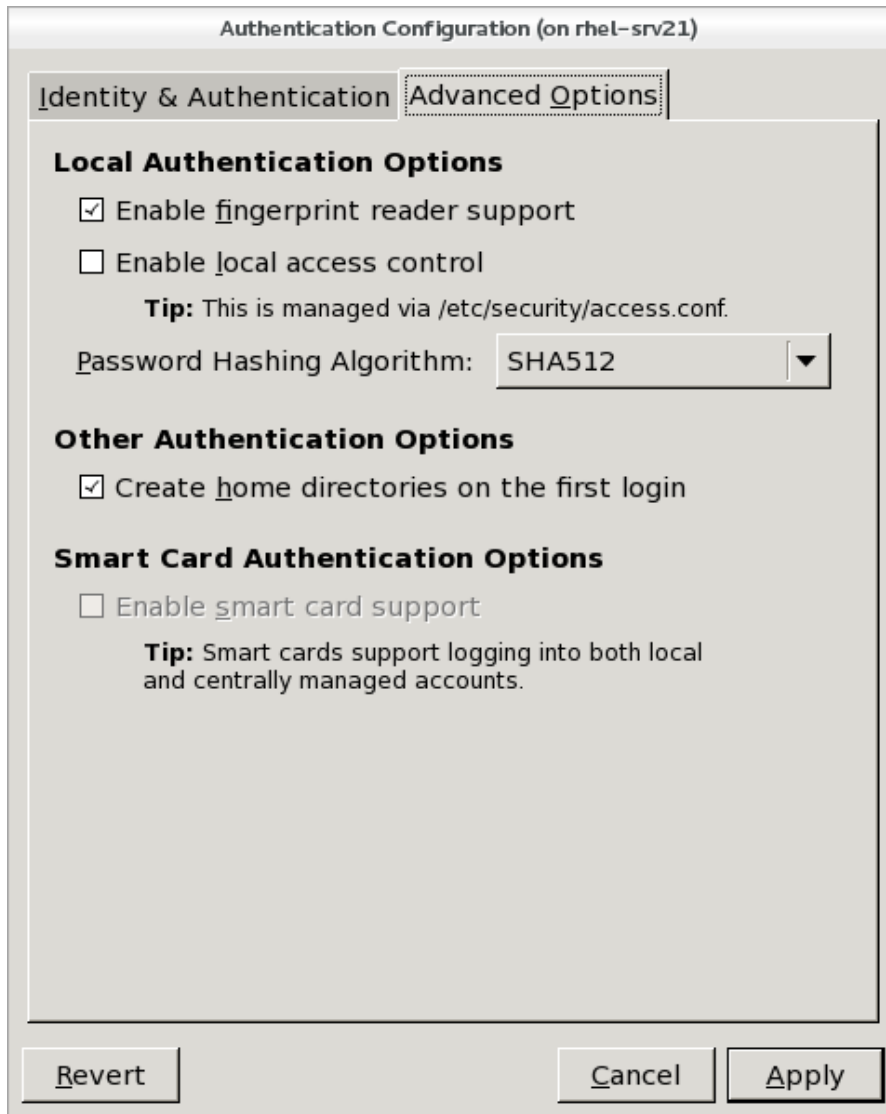 Authentication Configuration (on rhel-srv21)
Identity & Authentication
Advanced Options
Local Authentication Options
Enable fingerprint reader support
Enable local access control
Tip: This is managed via /etc/security/access.conf.
Password Hashing Algorithm: SHA512
Other Authentication Options
Create home directories on the first login
Smart Card Authentication Options
Enable smart card support
Tip: Smart cards support logging into both local
and centrally managed accounts.
Revert
Cancel
Apply